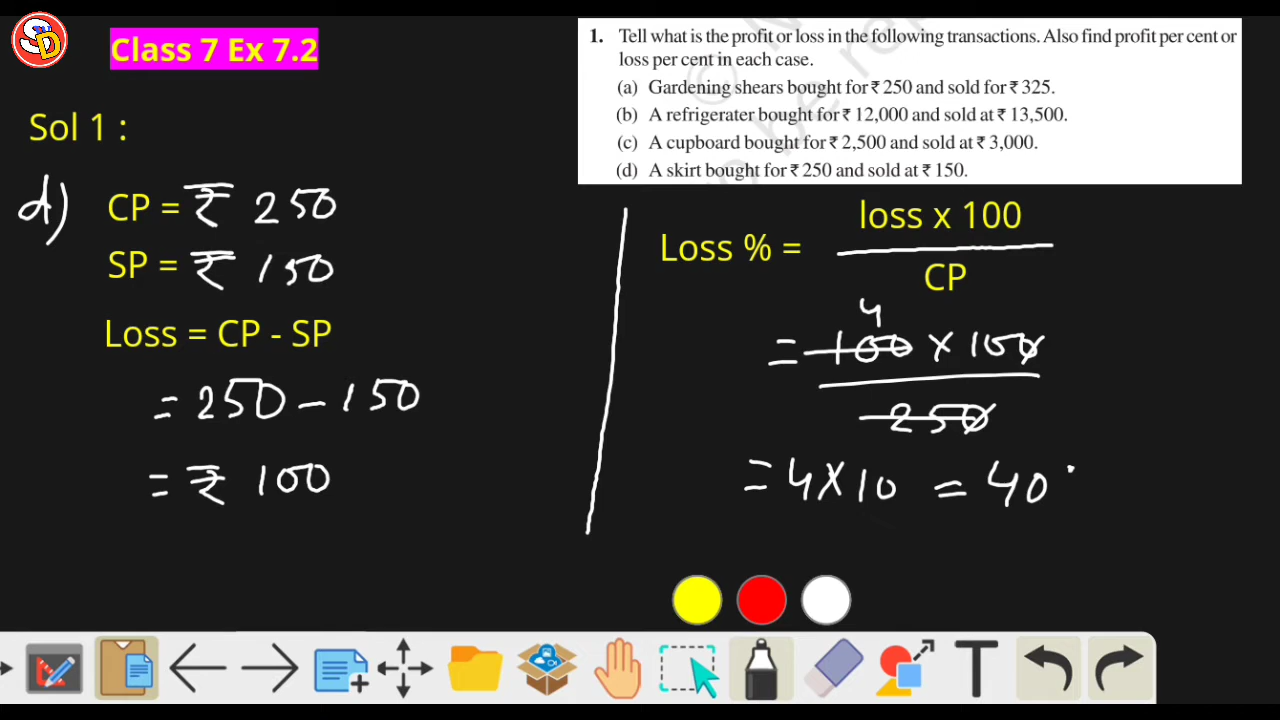 SD
Class 7 Ex 7.2
1. Tell what is the profit or loss in the following transactions. Also find profit per cent or
loss per cent in each case.
(a) Gardening shears bought for ₹ 250 and sold for ₹ 325.
(b) A refrigerater bought for ₹ 12,000 and sold at ₹ 13,500.
(c) A cupboard bought for ₹ 2,500 and sold at ₹ 3,000.
(d) A skirt bought for ₹ 250 and sold at ₹ 150.
Sol 1 :
d) CP = ₹ 250
SP = ₹ 150
Loss = CP - SP
= 250 - 150
= ₹ 100
loss x 100
Loss % =
CP
4
= 100 x 100
250
= 4 x 10 = 40
T